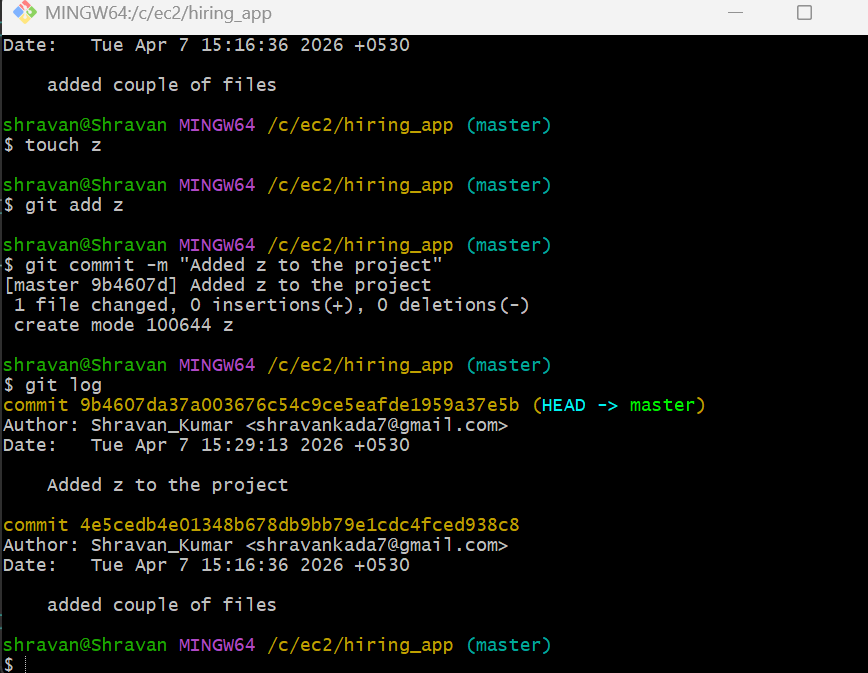 MINGW64:/c/ec2/hiring_app
Date:   Tue Apr 7 15:16:36 2026 +0530
    added couple of files
shravan@Shravan MINGW64 /c/ec2/hiring_app (master)
$ touch z
shravan@Shravan MINGW64 /c/ec2/hiring_app (master)
$ git add z
shravan@Shravan MINGW64 /c/ec2/hiring_app (master)
$ git commit -m "Added z to the project"
[master 9b4607d] Added z to the project
 1 file changed, 0 insertions(+), 0 deletions(-)
 create mode 100644 z
shravan@Shravan MINGW64 /c/ec2/hiring_app (master)
$ git log
commit 9b4607da37a003676c54c9ce5eafde1959a37e5b (HEAD -> master)
Author: Shravan_Kumar <shravankada7@gmail.com>
Date:   Tue Apr 7 15:29:13 2026 +0530
    Added z to the project
commit 4e5cedb4e01348b678db9bb79e1cdc4fced938c8
Author: Shravan_Kumar <shravankada7@gmail.com>
Date:   Tue Apr 7 15:16:36 2026 +0530
    added couple of files
shravan@Shravan MINGW64 /c/ec2/hiring_app (master)
$